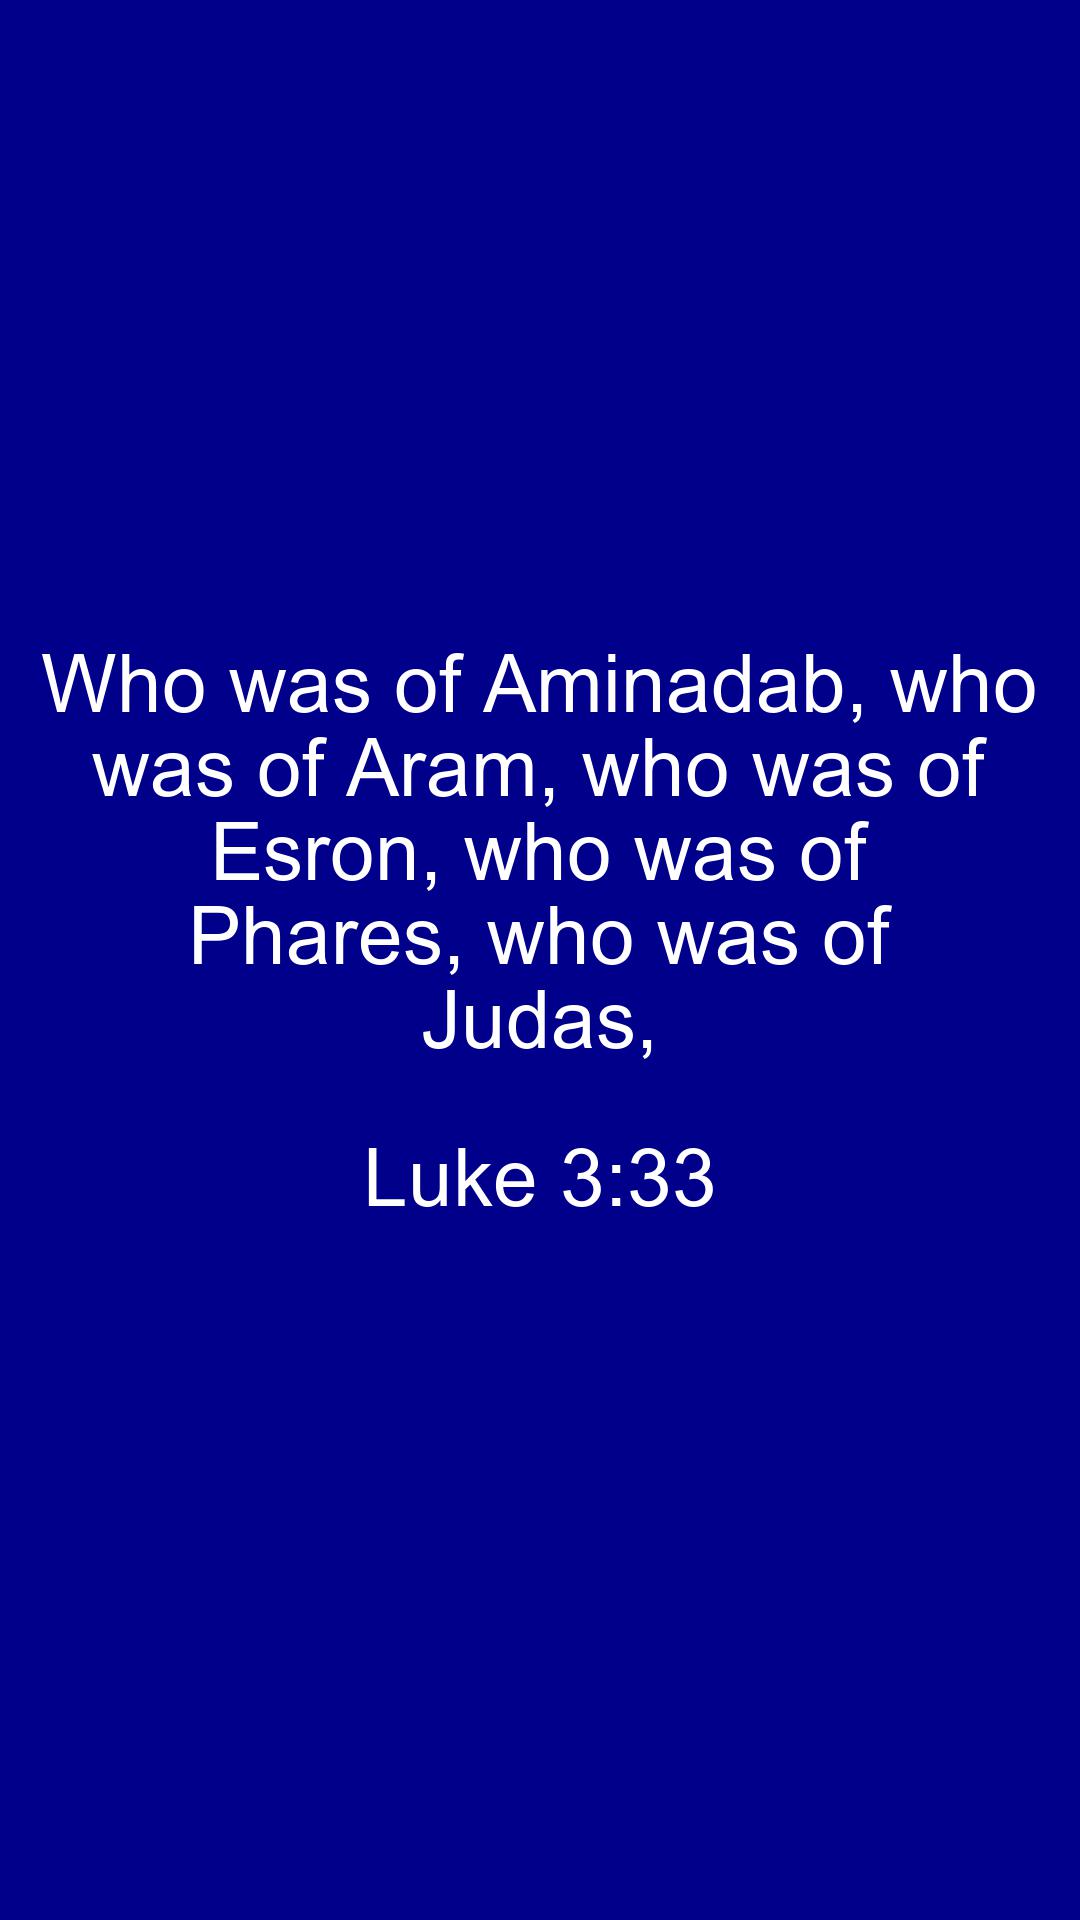 Who was of Aminadab, who
was of Aram, who was of
Esron, who was of
Phares, who was of
Judas,
Luke 3:33